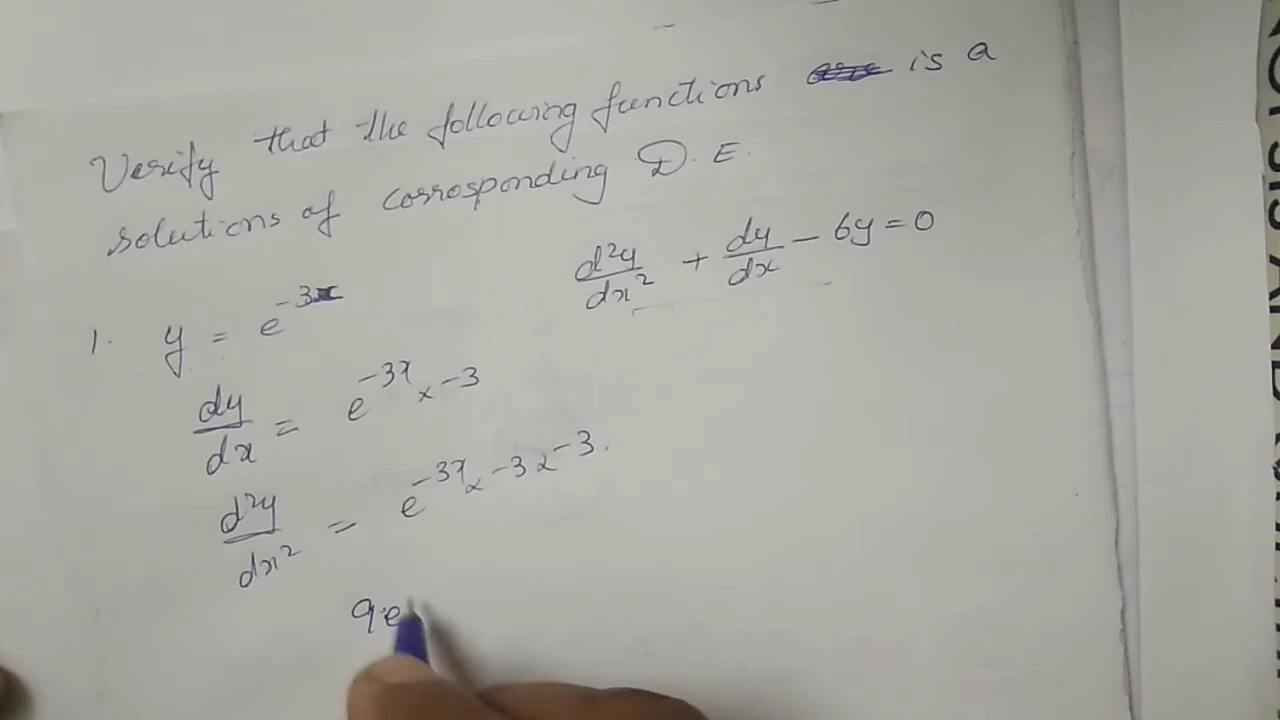 Verify that the following functions is a
solutions of corresponding D.E.
d²y/dx² + dy/dx - 6y = 0
1. y = e^-3x
dy/dx = e^-3x × -3
d²y/dx² = e^-3x × -3 × -3.
9e